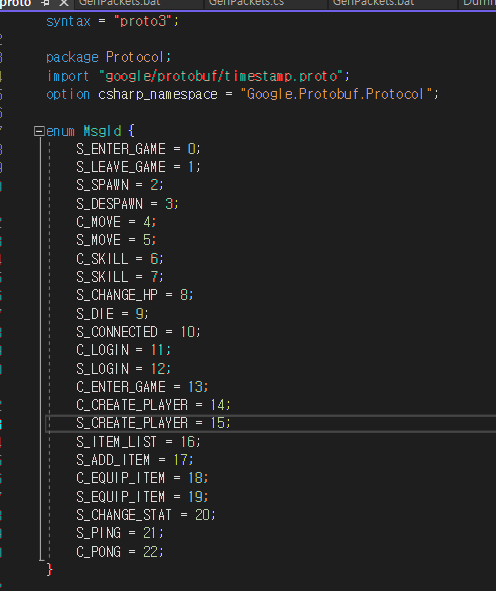 proto GenPackets.bat GenPackets.cs GenPackets.bat Dumm
syntax = "proto3";
package Protocol;
import "google/protobuf/timestamp.proto";
option csharp_namespace = "Google.Protobuf.Protocol";
enum MsgId {
S_ENTER_GAME = 0;
S_LEAVE_GAME = 1;
S_SPAWN = 2;
S_DESPAWN = 3;
C_MOVE = 4;
S_MOVE = 5;
C_SKILL = 6;
S_SKILL = 7;
S_CHANGE_HP = 8;
S_DIE = 9;
S_CONNECTED = 10;
C_LOGIN = 11;
S_LOGIN = 12;
C_ENTER_GAME = 13;
C_CREATE_PLAYER = 14;
S_CREATE_PLAYER = 15;
S_ITEM_LIST = 16;
S_ADD_ITEM = 17;
C_EQUIP_ITEM = 18;
S_EQUIP_ITEM = 19;
S_CHANGE_STAT = 20;
S_PING = 21;
C_PONG = 22;
}